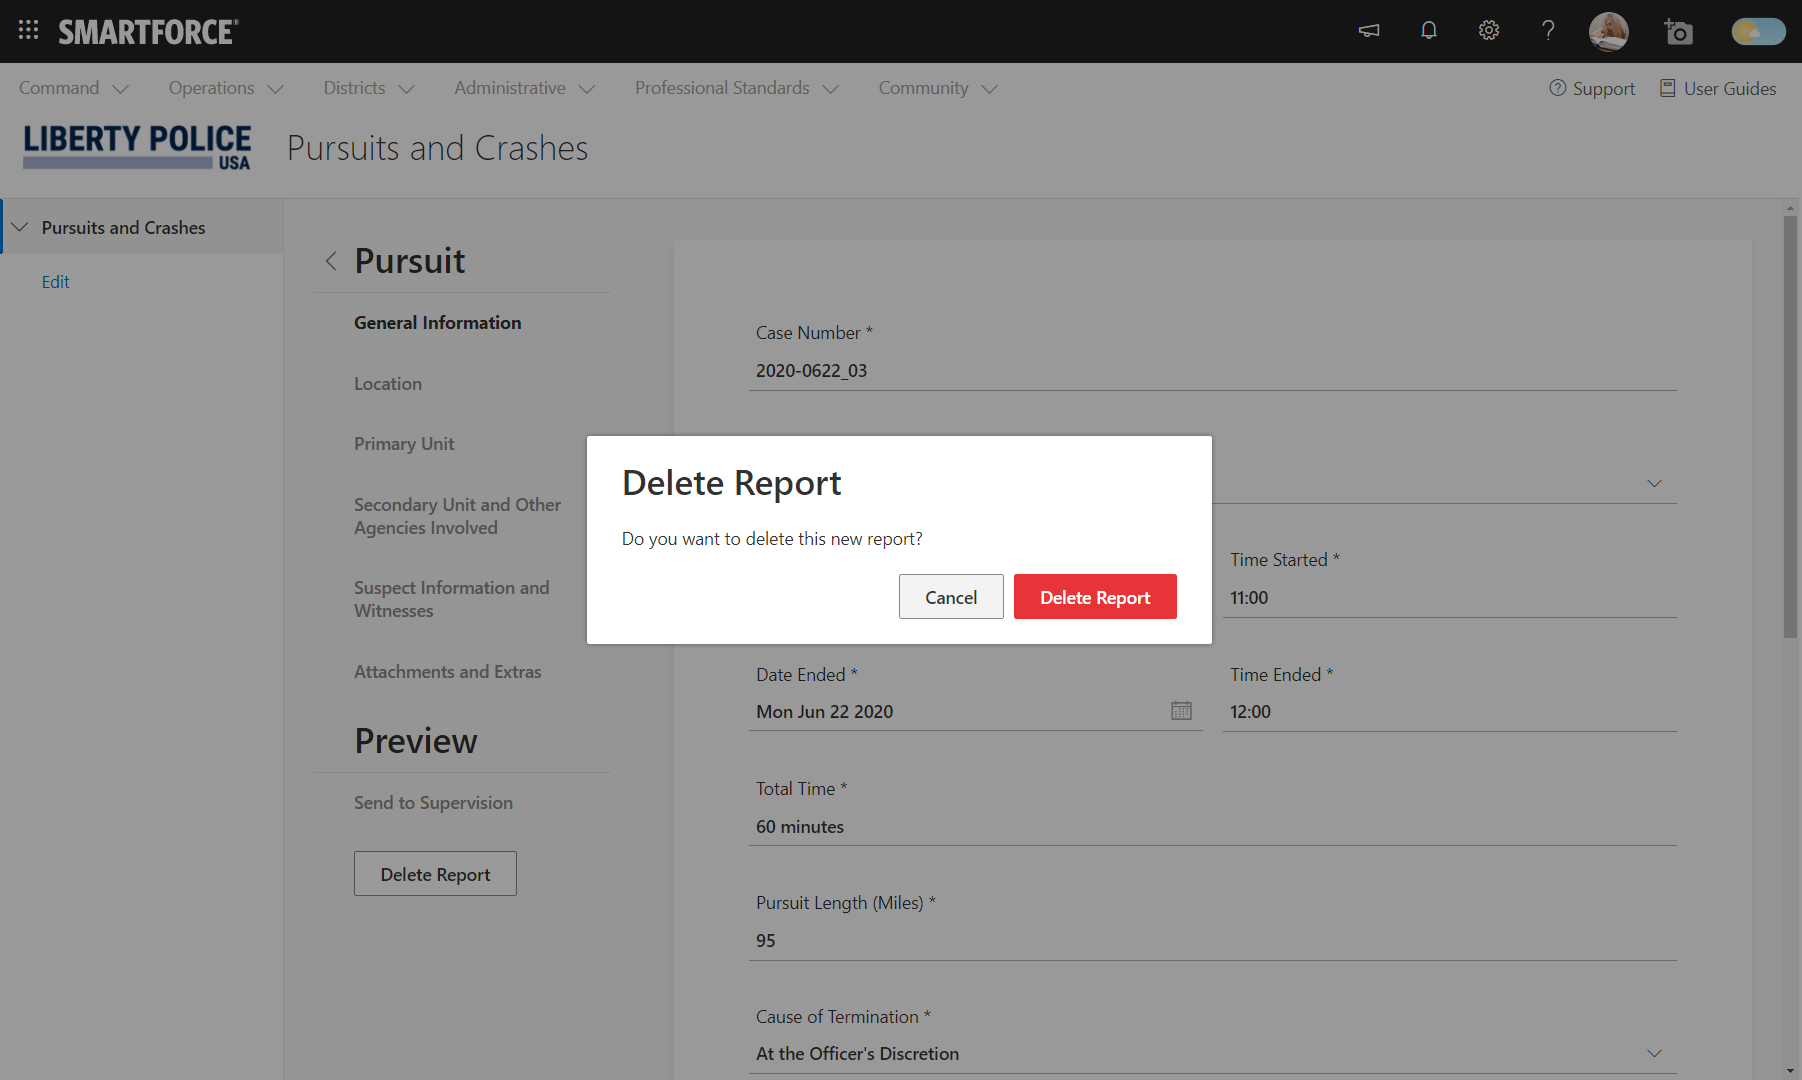 SMARTFORCE®
Command
Operations
Districts
Administrative
Professional Standards
Community
Support
User Guides
LIBERTY POLICE
USA
Pursuits and Crashes
Pursuits and Crashes
Edit
Pursuit
General Information
Location
Primary Unit
Secondary Unit and Other
Agencies Involved
Suspect Information and
Witnesses
Attachments and Extras
Preview
Send to Supervision
Delete Report
Case Number *
2020-0622_03
Delete Report
Do you want to delete this new report?
Cancel
Delete Report
Time Started *
11:00
Date Ended *
Mon Jun 22 2020
Time Ended *
12:00
Total Time *
60 minutes
Pursuit Length (Miles) *
95
Cause of Termination *
At the Officer's Discretion